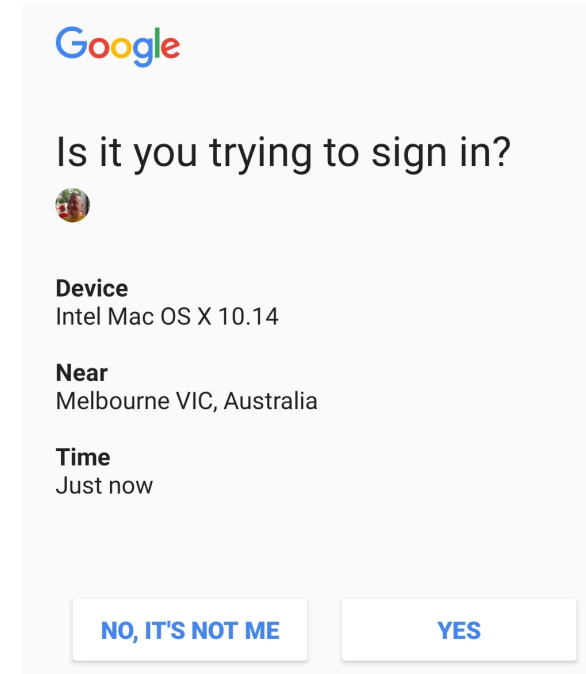 Google
Is it you trying to sign in?
Device
Intel Mac OS X 10.14
Near
Melbourne VIC, Australia
Time
Just now
NO, IT'S NOT ME
YES